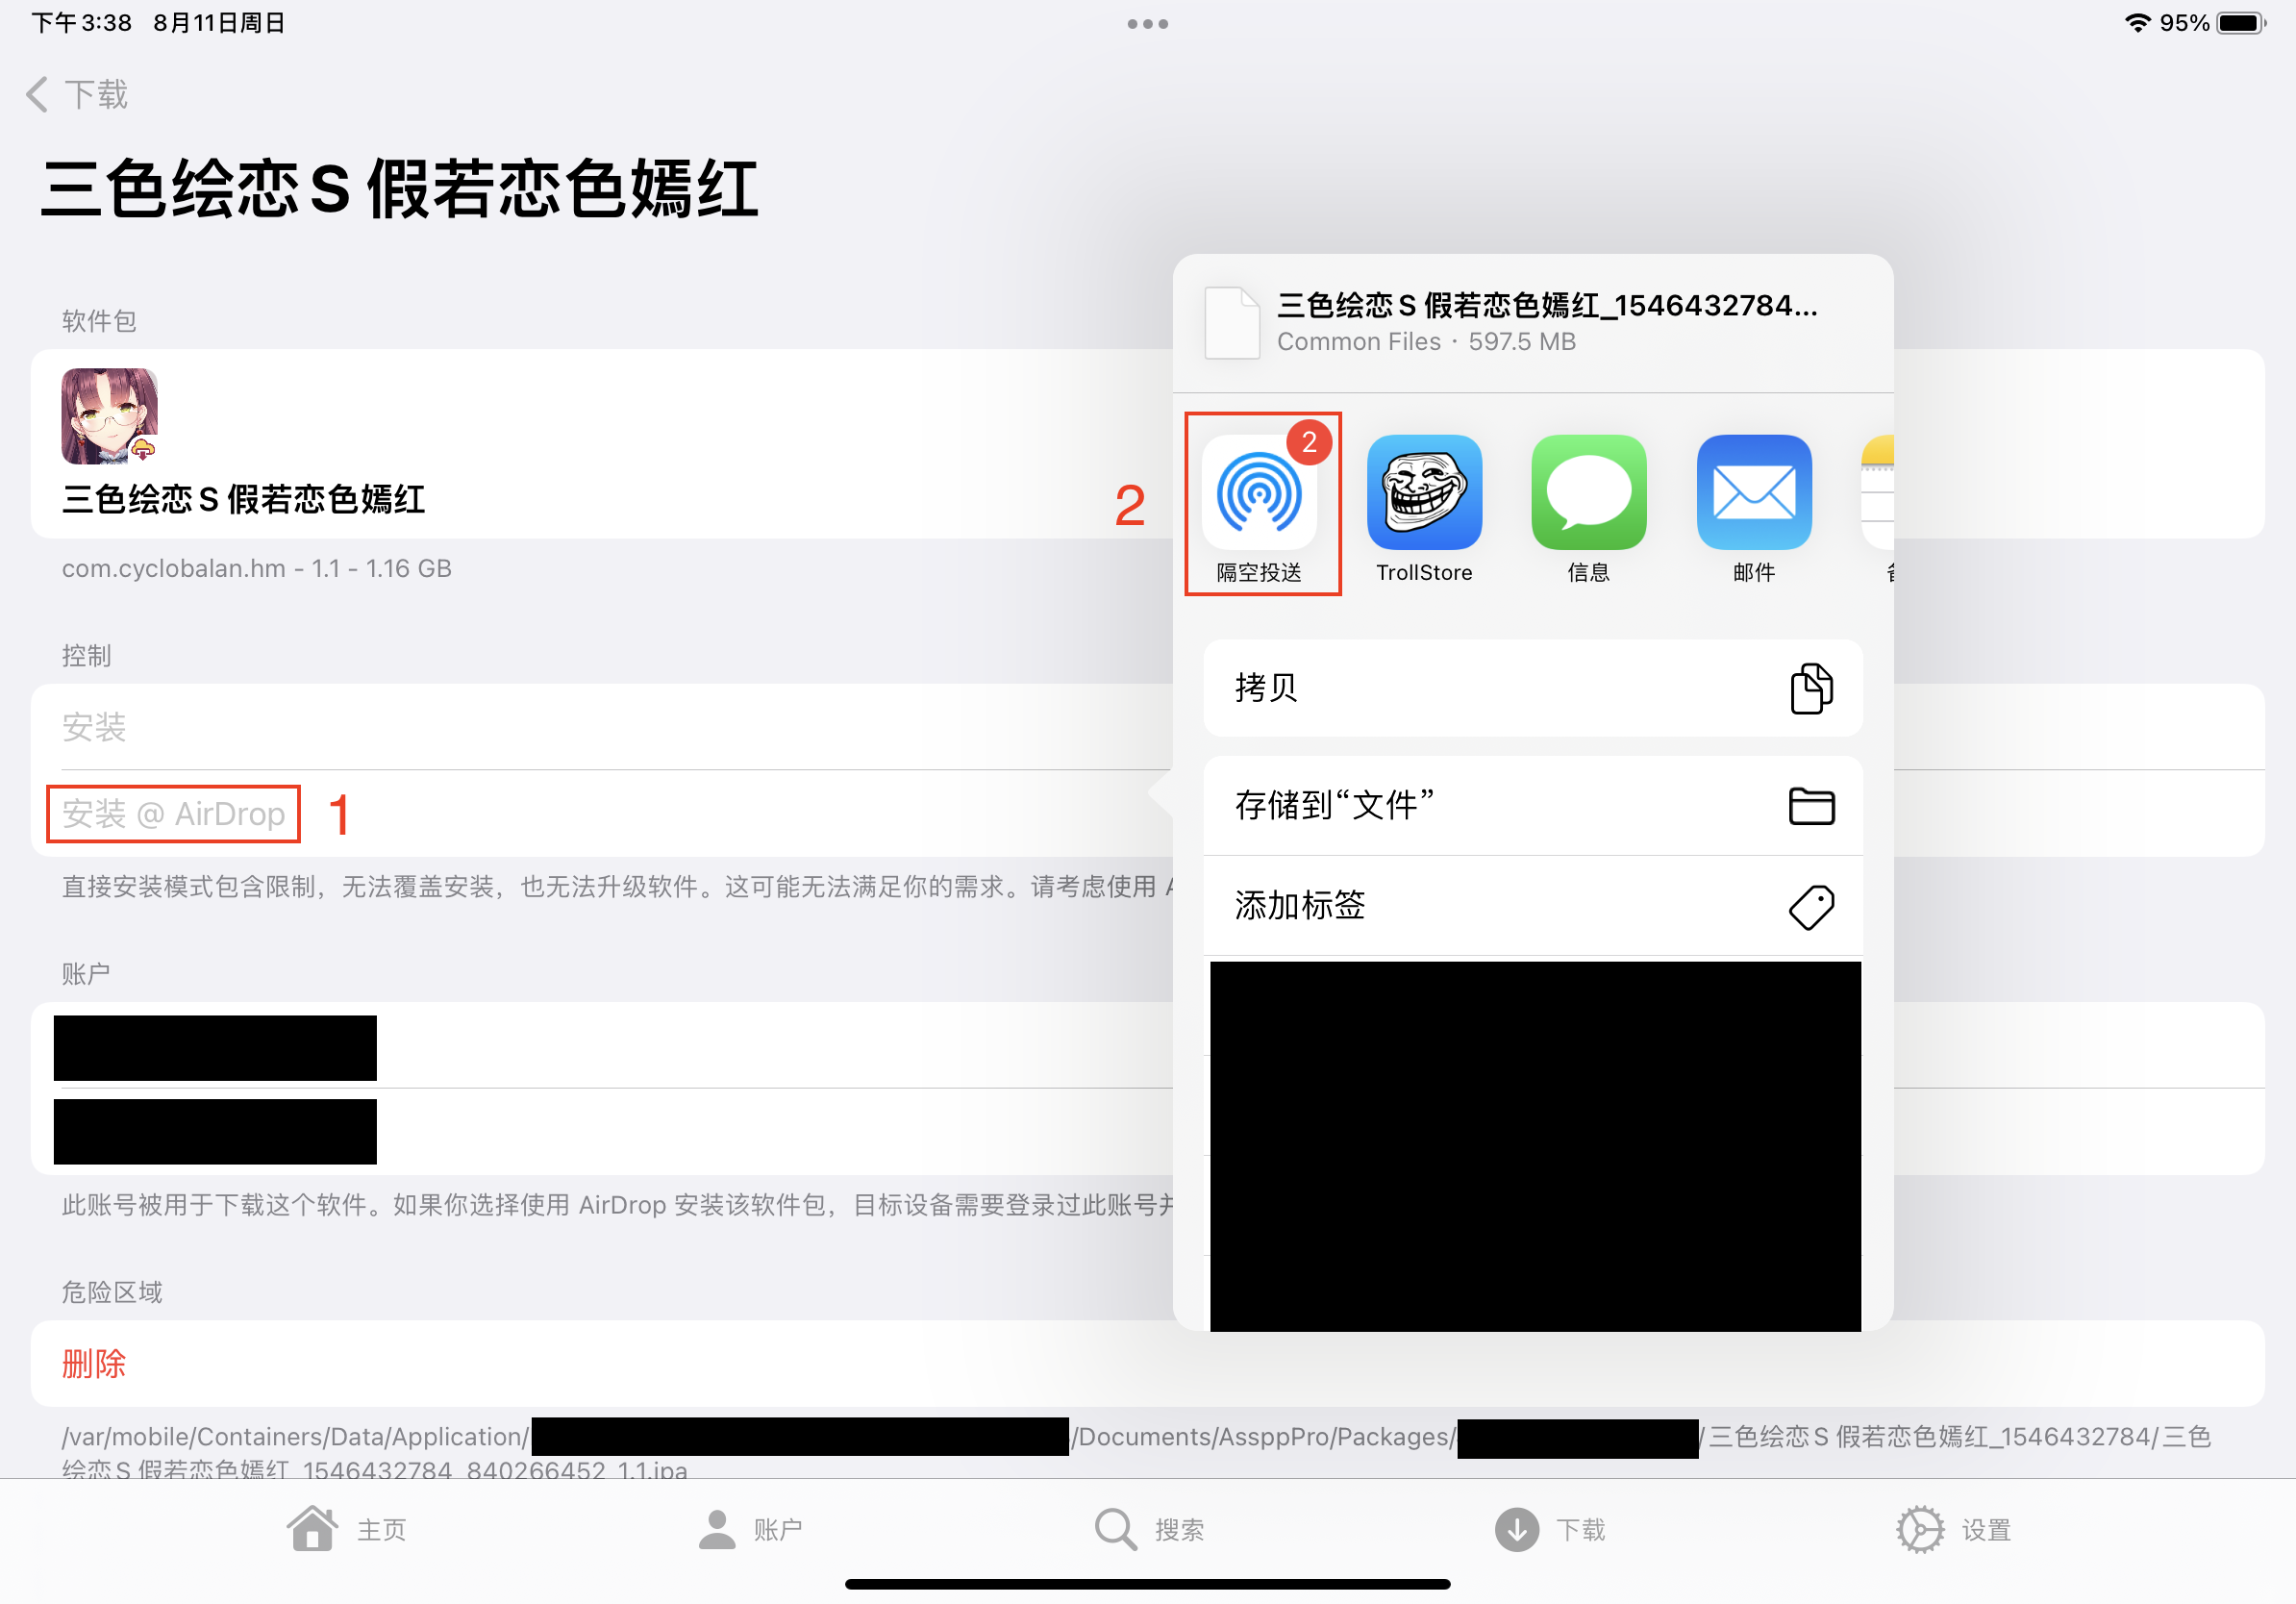 下午3:38 8月11日周日
95%
下载
三色绘恋S 假若恋色嫣红
软件包
三色绘恋S 假若恋色嫣红
com.cyclobalan.hm - 1.1 - 1.16 GB
控制
安装
安装 @ AirDrop
1
直接安装模式包含限制，无法覆盖安装，也无法升级软件。这可能无法满足你的需求。请考虑使用
账户
此账号被用于下载这个软件。如果你选择使用 AirDrop 安装该软件包，目标设备需要登录过此账号并
危险区域
删除
/var/mobile/Containers/Data/Application/
/Documents/AssppPro/Packages/
/三色绘恋S 假若恋色嫣红_1546432784/三色
绘恋S 假若恋色嫣红_1546432784_840266452_1.1.ipa
三色绘恋S 假若恋色嫣红_1546432784...
Common Files · 597.5 MB
2
2
隔空投送
TrollStore
信息
邮件
拷贝
存储到“文件”
添加标签
主页
账户
搜索
下载
设置